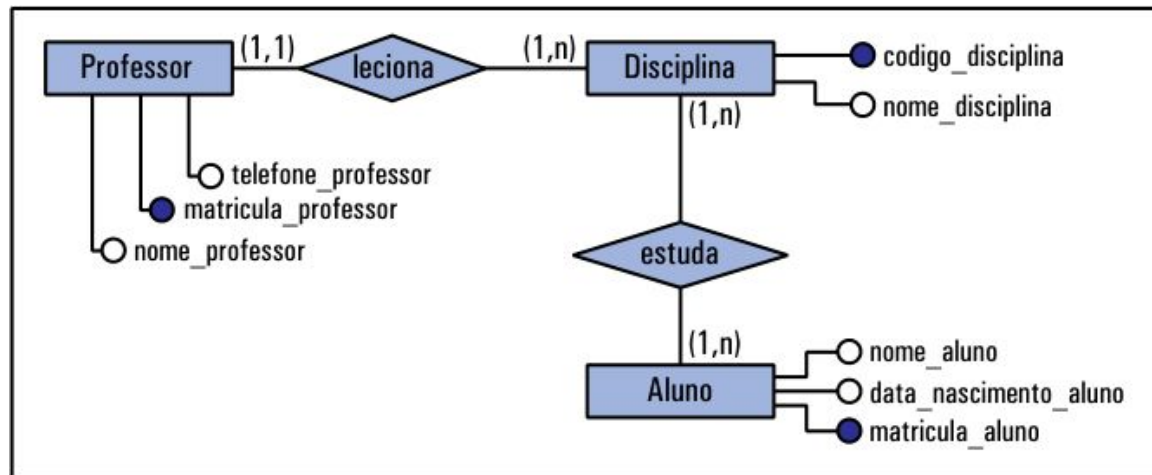 Professor
(1,1)
leciona
(1,n)
Disciplina
codigo_disciplina
nome_disciplina
(1,n)
telefone_professor
matricula_professor
nome_professor
estuda
(1,n)
Aluno
nome_aluno
data_nascimento_aluno
matricula_aluno